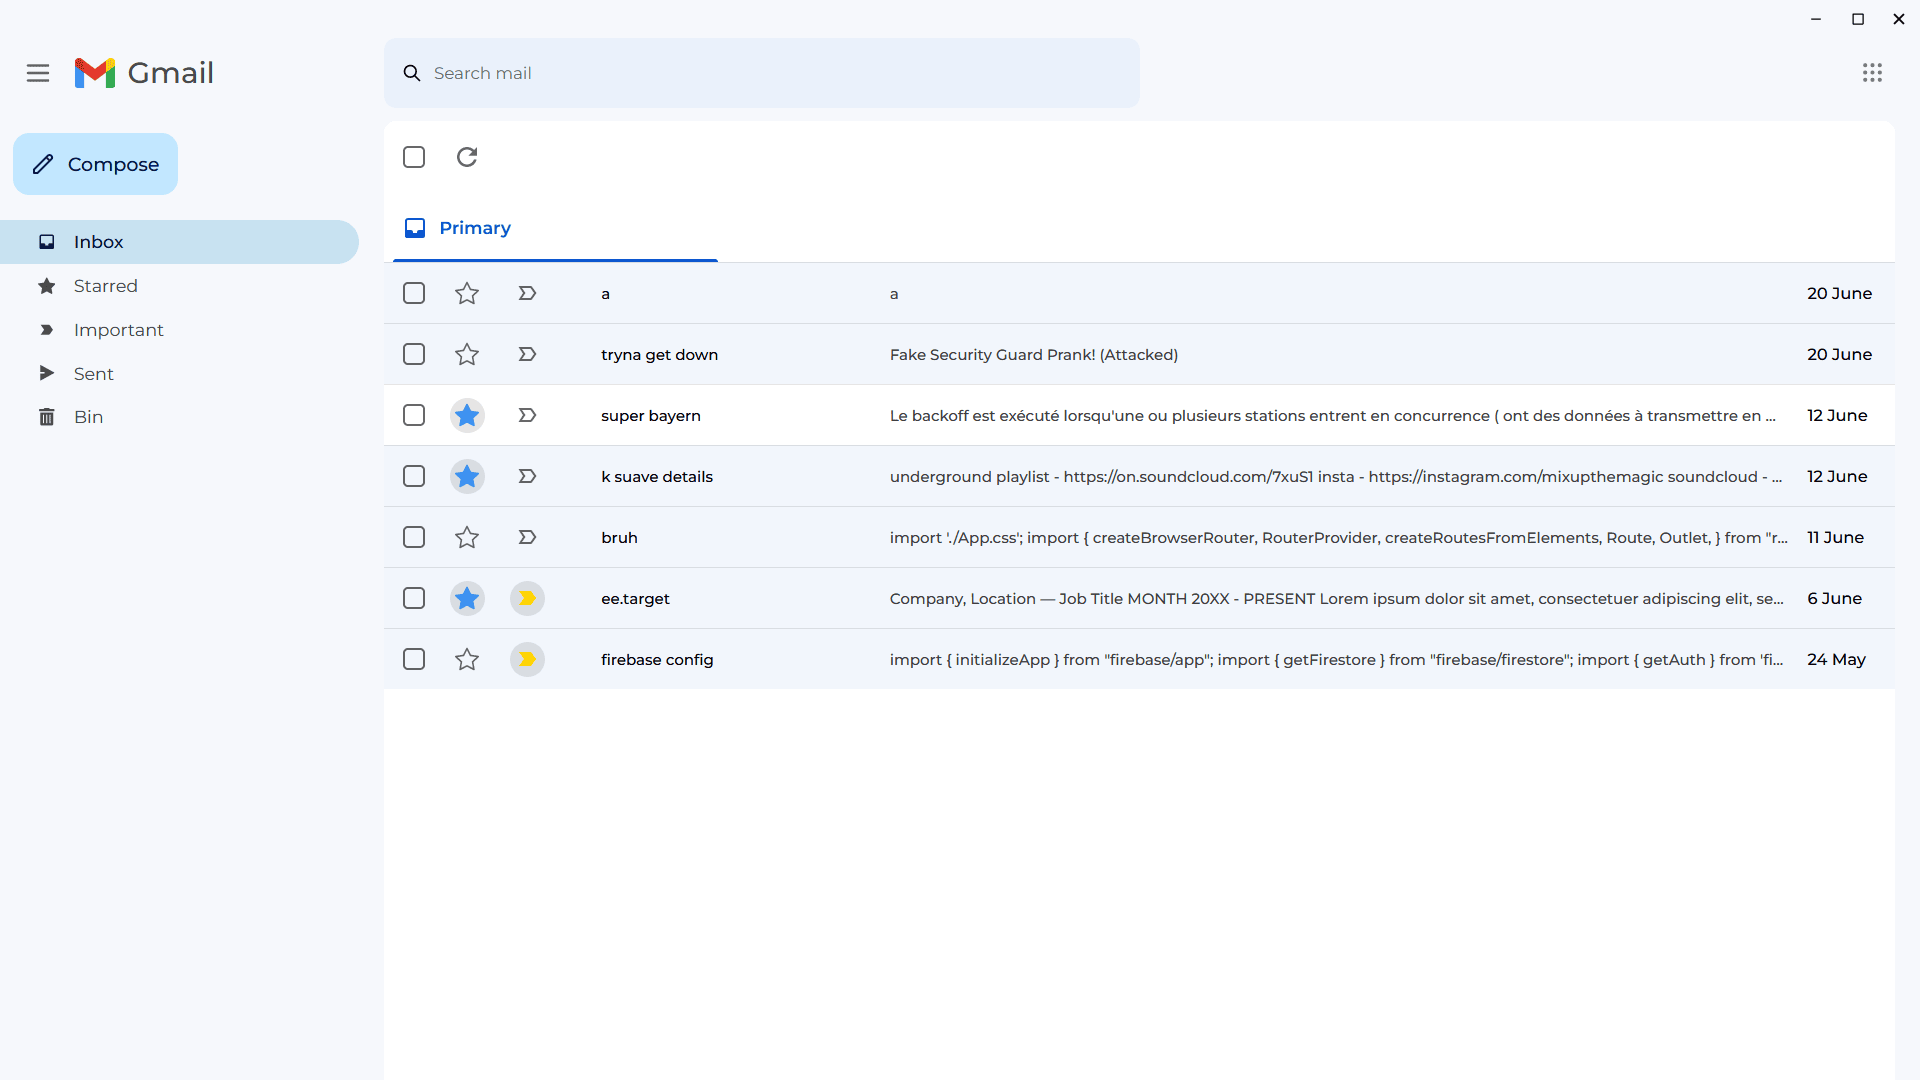 Gmail
Search mail
Compose
Inbox
Starred
Important
Sent
Bin
Primary
a a 20 June
tryna get down Fake Security Guard Prank! (Attacked) 20 June
super bayern Le backoff est exécuté lorsqu'une ou plusieurs stations entrent en concurrence ( ont des données à transmettre en ... 12 June
k suave details underground playlist - https://on.soundcloud.com/7xuS1 insta - https://instagram.com/mixupthemagic soundcloud - ... 12 June
bruh import './App.css'; import { createBrowserRouter, RouterProvider, createRoutesFromElements, Route, Outlet, } from "r... 11 June
ee.target Company, Location — Job Title MONTH 20XX - PRESENT Lorem ipsum dolor sit amet, consectetuer adipiscing elit, se... 6 June
firebase config import { initializeApp } from "firebase/app"; import { getFirestore } from "firebase/firestore"; import { getAuth } from 'fi... 24 May